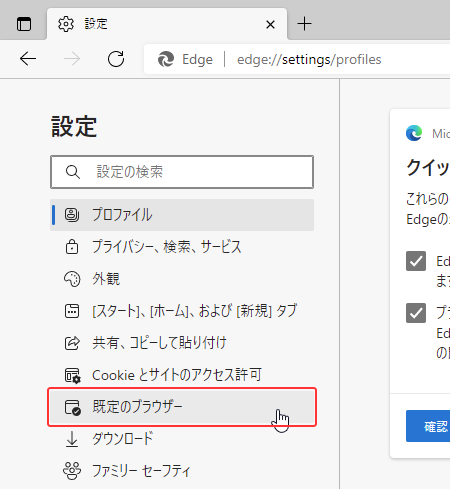 設定
Edge | edge://settings/profiles
設定
設定の検索
プロファイル
プライバシー、検索、サービス
外観
[スタート]、[ホーム]、および [新規] タブ
共有、コピーして貼り付け
Cookie とサイトのアクセス許可
既定のブラウザー
ダウンロード
ファミリー セーフティ
Mic
クイッ
これらの
Edgeの
Ed
ます
ブラ
Ed
の
確認